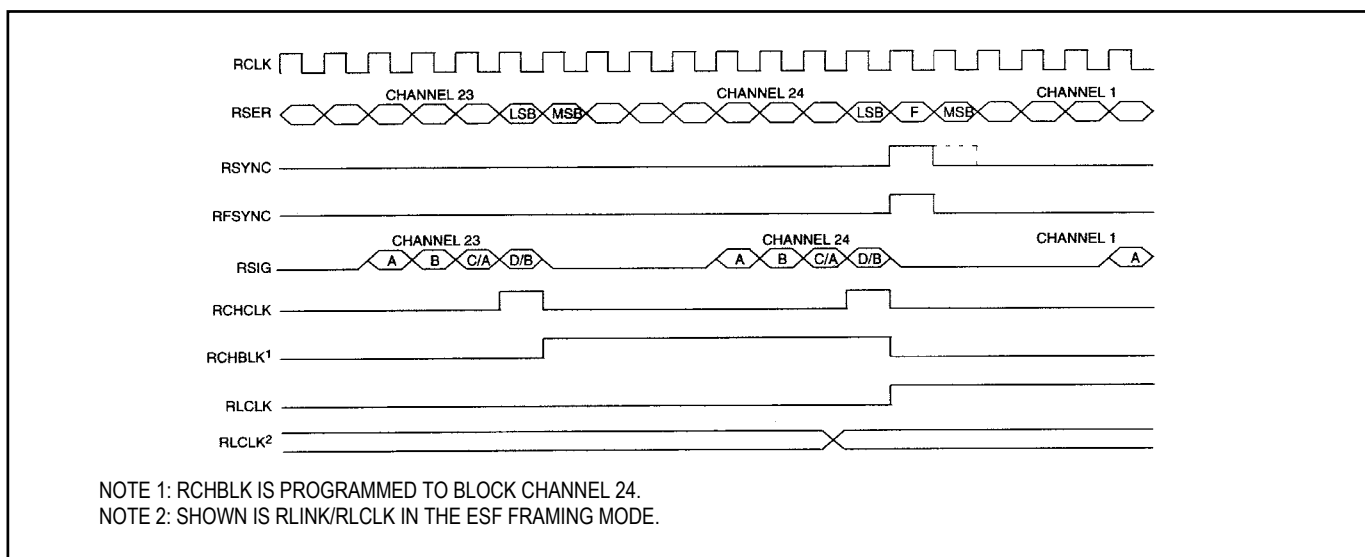 RCLK
CHANNEL 23 CHANNEL 24 CHANNEL 1
RSER LSB MSB LSB F MSB
RSYNC
RFSYNC
CHANNEL 23 CHANNEL 24 CHANNEL 1
RSIG A B C/A D/B A B C/A D/B A
RCHCLK
RCHBLK1
RLCLK
RLCLK2
NOTE 1: RCHBLK IS PROGRAMMED TO BLOCK CHANNEL 24.
NOTE 2: SHOWN IS RLINK/RLCLK IN THE ESF FRAMING MODE.